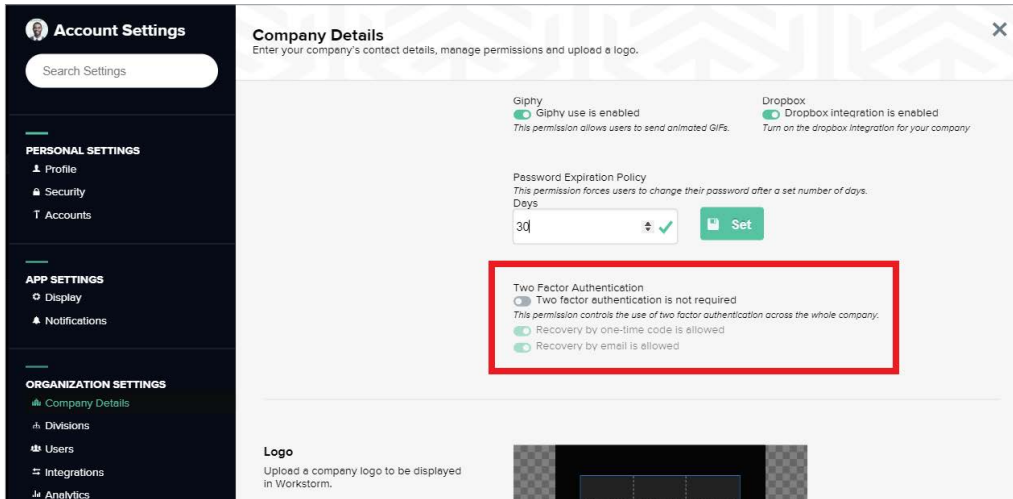 Account Settings
Search Settings
PERSONAL SETTINGS
Profile
Security
Accounts
APP SETTINGS
Display
Notifications
ORGANIZATION SETTINGS
Company Details
Divisions
Users
Integrations
Analytics
Company Details
Enter your company's contact details, manage permissions and upload a logo.
Giphy
Giphy use is enabled
This permission allows users to send animated GIFs.
Dropbox
Dropbox integration is enabled
Turn on the dropbox integration for your company
Password Expiration Policy
This permission forces users to change their password after a set number of days.
Days
30
Set
Two Factor Authentication
Two factor authentication is not required
This permission controls the use of two factor authentication across the whole company.
Recovery by one-time code is allowed
Recovery by email is allowed
Logo
Upload a company logo to be displayed
in Workstorm.